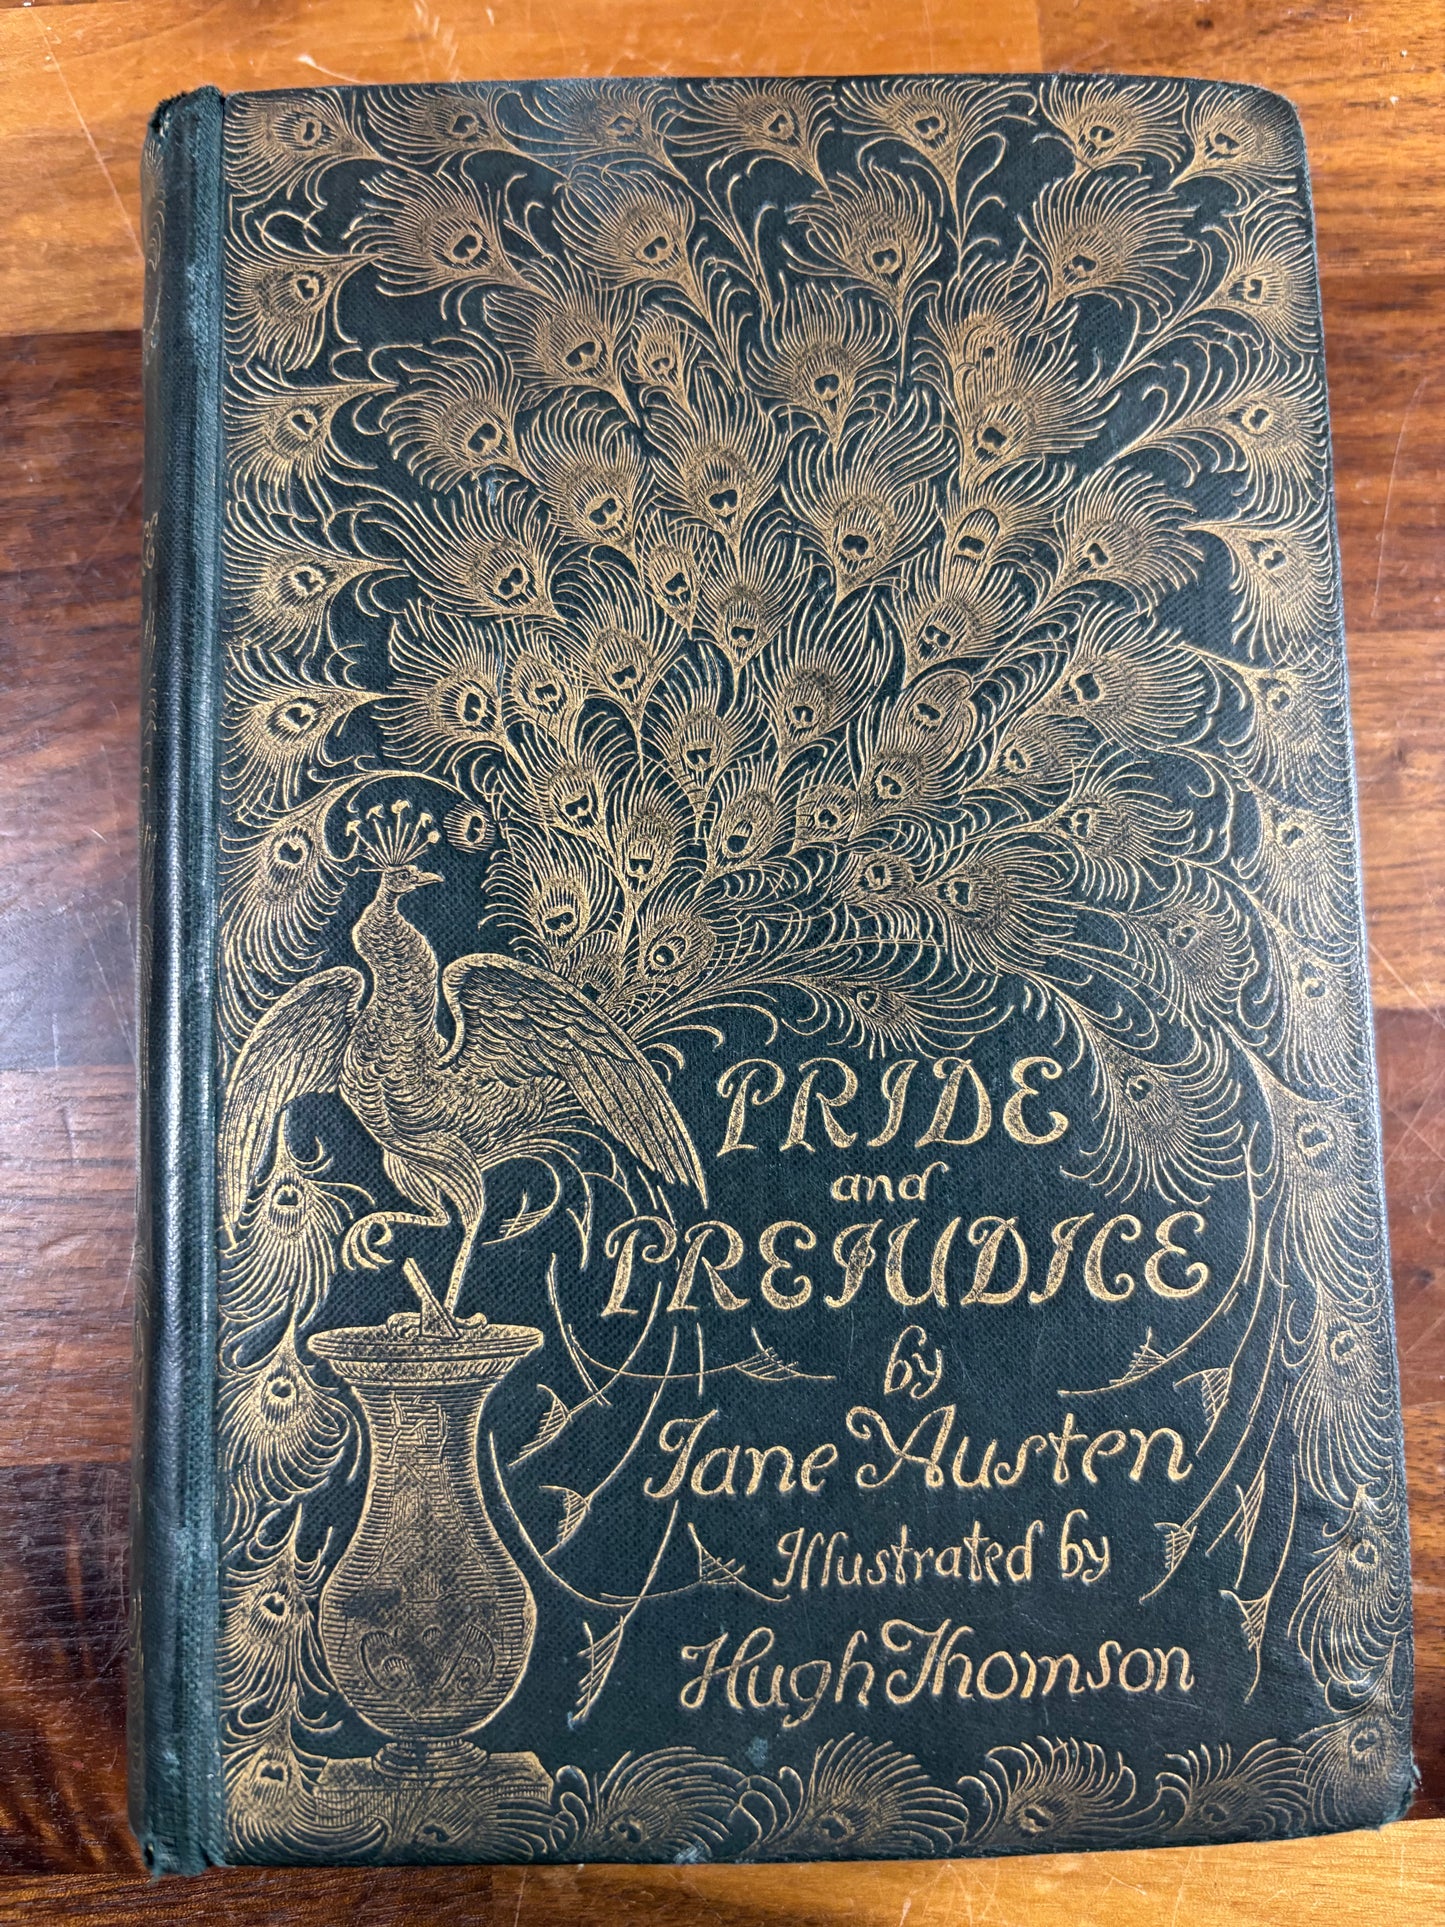 PRIDE
and
PREJUDICE
by
Jane Austen
Illustrated by
Hugh Thomson